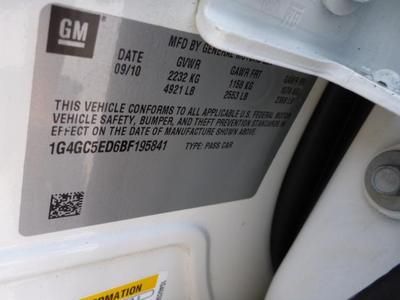 GM
MFD BY GENERAL MOTORS
DATE GVWR GAWR FRT GAWR
09/10 2232 KG 1158 KG
4921 LB 2553 LB
THIS VEHICLE CONFORMS TO ALL APPLICABLE U.S. FEDERAL MOTOR
VEHICLE SAFETY, BUMPER, AND THEFT PREVENTION STANDARDS IN
EFFECT ON THE DATE OF MANUFACTURE SHOWN ABOVE.
1G4GC5ED6BF195841 TYPE: PASS CAR
INFORMATION